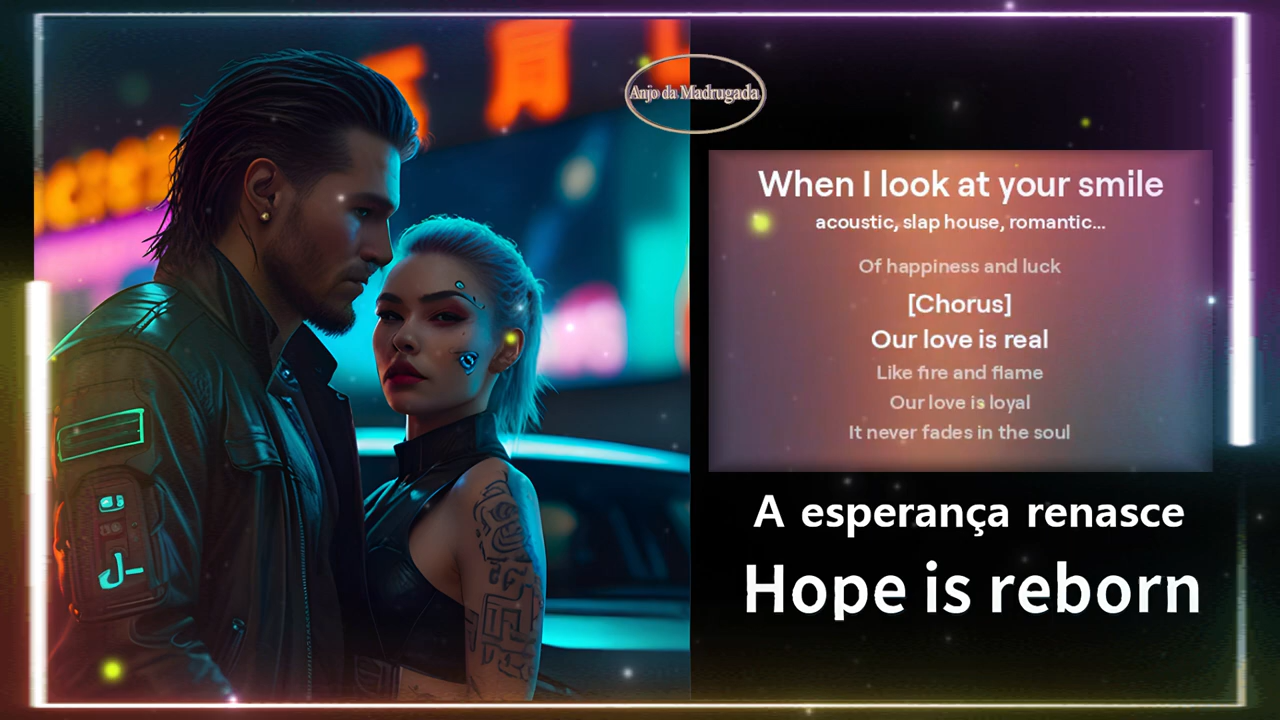 Anjo da Madrugada
When I look at your smile
acoustic, slap house, romantic...
Of happiness and luck
[Chorus]
Our love is real
Like fire and flame
Our love is loyal
It never fades in the soul
A esperança renasce
Hope is reborn